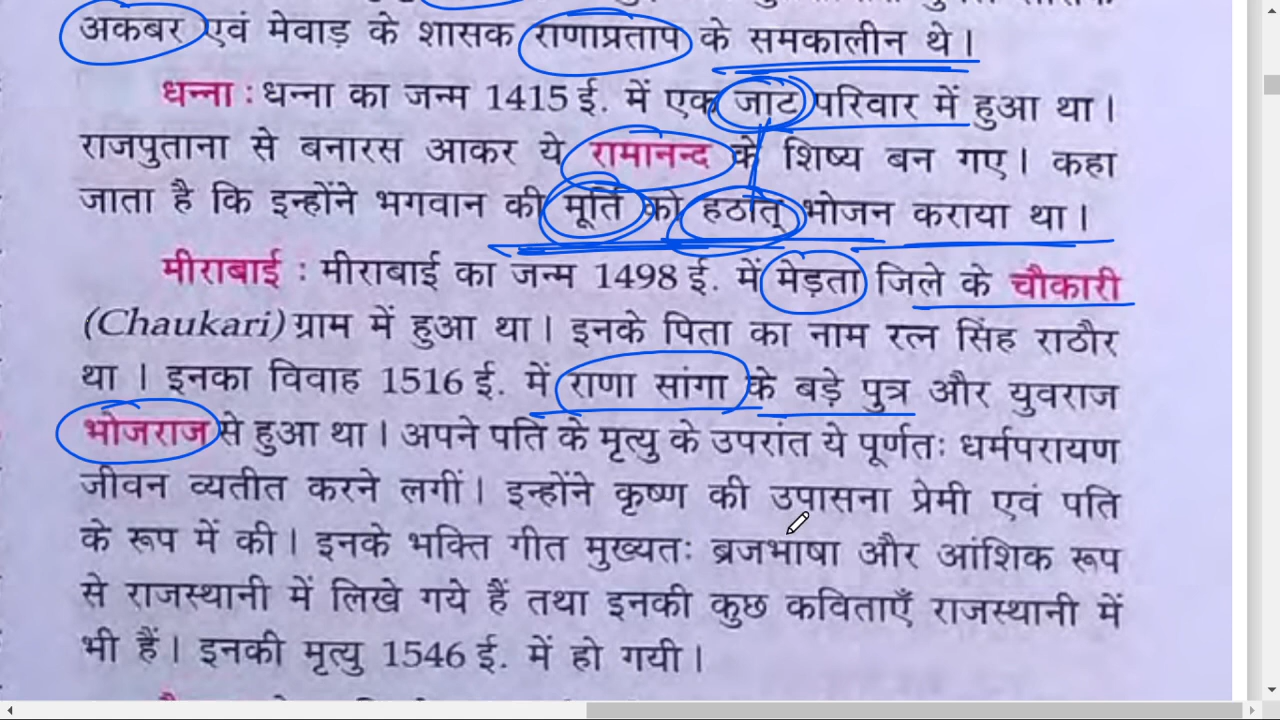 अकबर एवं मेवाड़ के शासक राणाप्रताप के समकालीन थे।
धन्ना : धन्ना का जन्म 1415 ई. में एक जाट परिवार में हुआ था।
राजपुताना से बनारस आकर ये रामानन्द के शिष्य बन गए। कहा
जाता है कि इन्होंने भगवान की मूर्ति को हठात् भोजन कराया था।
मीराबाई : मीराबाई का जन्म 1498 ई. में मेड़ता जिले के चौकारी
(Chaukari) ग्राम में हुआ था। इनके पिता का नाम रत्न सिंह राठौर
था । इनका विवाह 1516 ई. में राणा सांगा के बड़े पुत्र और युवराज
भोजराज से हुआ था। अपने पति के मृत्यु के उपरांत ये पूर्णतः धर्मपरायण
जीवन व्यतीत करने लगीं। इन्होंने कृष्ण की उपासना प्रेमी एवं पति
के रूप में की। इनके भक्ति गीत मुख्यतः ब्रजभाषा और आंशिक रूप
से राजस्थानी में लिखे गये हैं तथा इनकी कुछ कविताएँ राजस्थानी में
भी हैं। इनकी मृत्यु 1546 ई. में हो गयी।